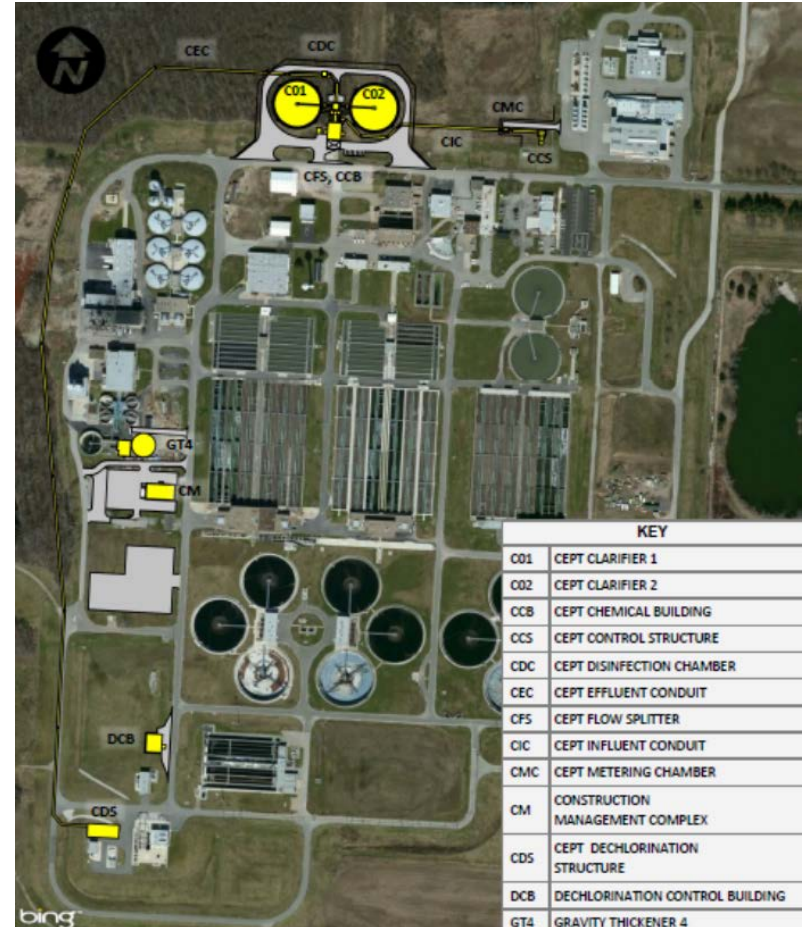 N
CEC
CDC
C01
C02
CMC
CIC
CCS
CFS, CCB
GT4
CM
DCB
CDS
KEY
C01 CEPT CLARIFIER 1
C02 CEPT CLARIFIER 2
CCB CEPT CHEMICAL BUILDING
CCS CEPT CONTROL STRUCTURE
CDC CEPT DISINFECTION CHAMBER
CEC CEPT EFFLUENT CONDUIT
CFS CEPT FLOW SPLITTER
CIC CEPT INFLUENT CONDUIT
CMC CEPT METERING CHAMBER
CM CONSTRUCTION
MANAGEMENT COMPLEX
CDS CEPT DECHLORINATION
STRUCTURE
DCB DECHLORINATION CONTROL BUILDING
GT4 GRAVITY THICKENER 4
bing